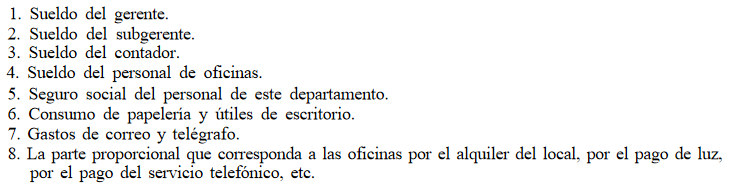 1. Sueldo del gerente.
2. Sueldo del subgerente.
3. Sueldo del contador.
4. Sueldo del personal de oficinas.
5. Seguro social del personal de este departamento.
6. Consumo de papelería y útiles de escritorio.
7. Gastos de correo y telégrafo.
8. La parte proporcional que corresponda a las oficinas por el alquiler del local, por el pago de luz,
por el pago del servicio telefónico, etc.